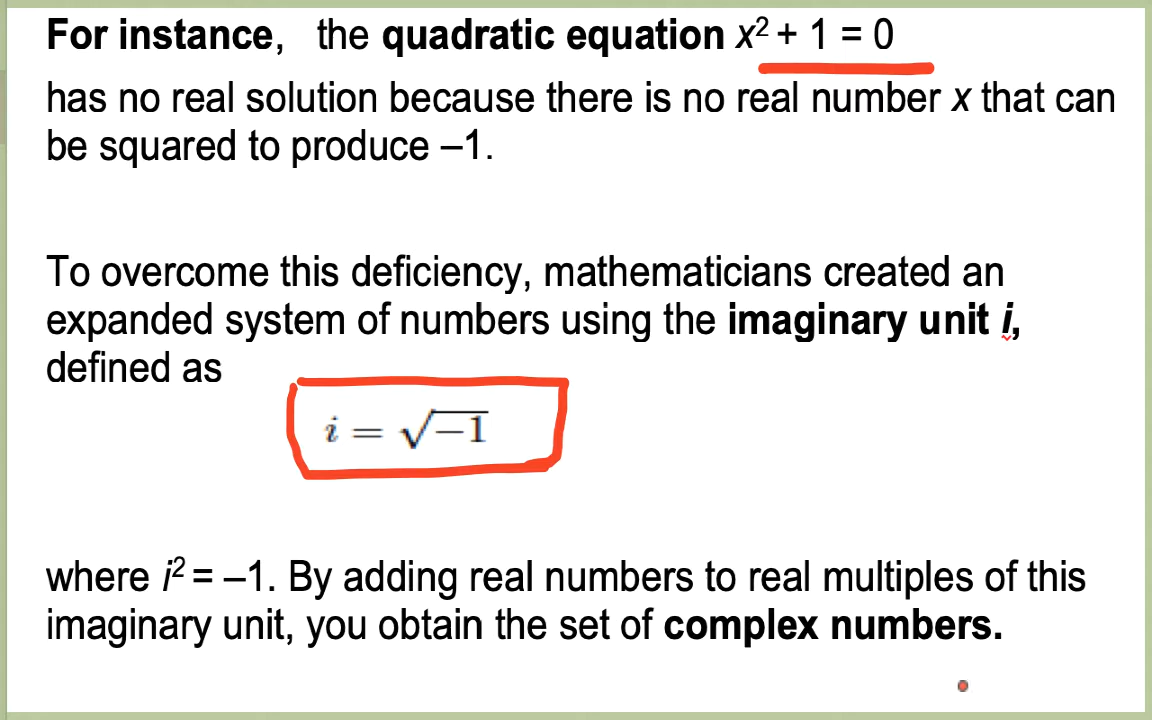 For instance, the quadratic equation x² + 1 = 0
has no real solution because there is no real number x that can
be squared to produce –1.
To overcome this deficiency, mathematicians created an
expanded system of numbers using the imaginary unit i,
defined as
i = √−1
where i² = –1. By adding real numbers to real multiples of this
imaginary unit, you obtain the set of complex numbers.